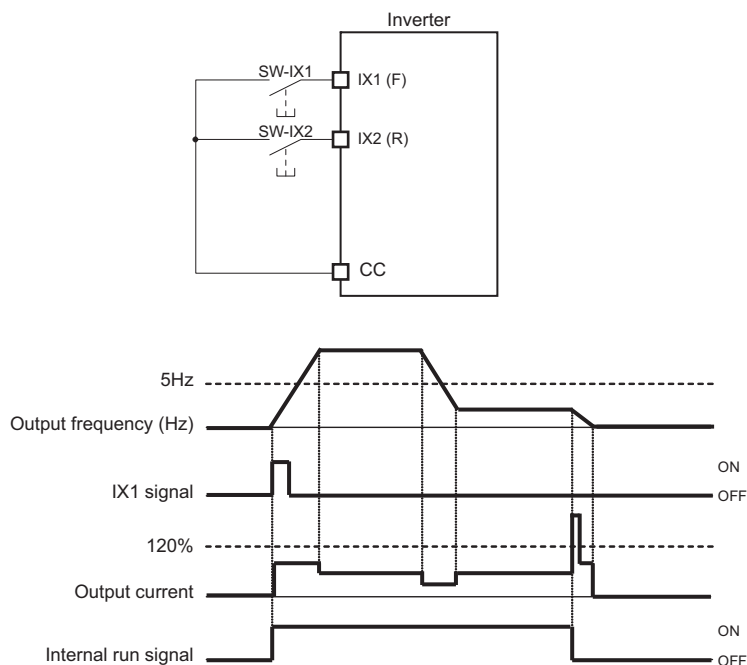 Inverter
SW-IX1
IX1 (F)
SW-IX2
IX2 (R)
CC
5Hz
Output frequency (Hz)
ON
IX1 signal
OFF
120%
Output current
ON
Internal run signal
OFF